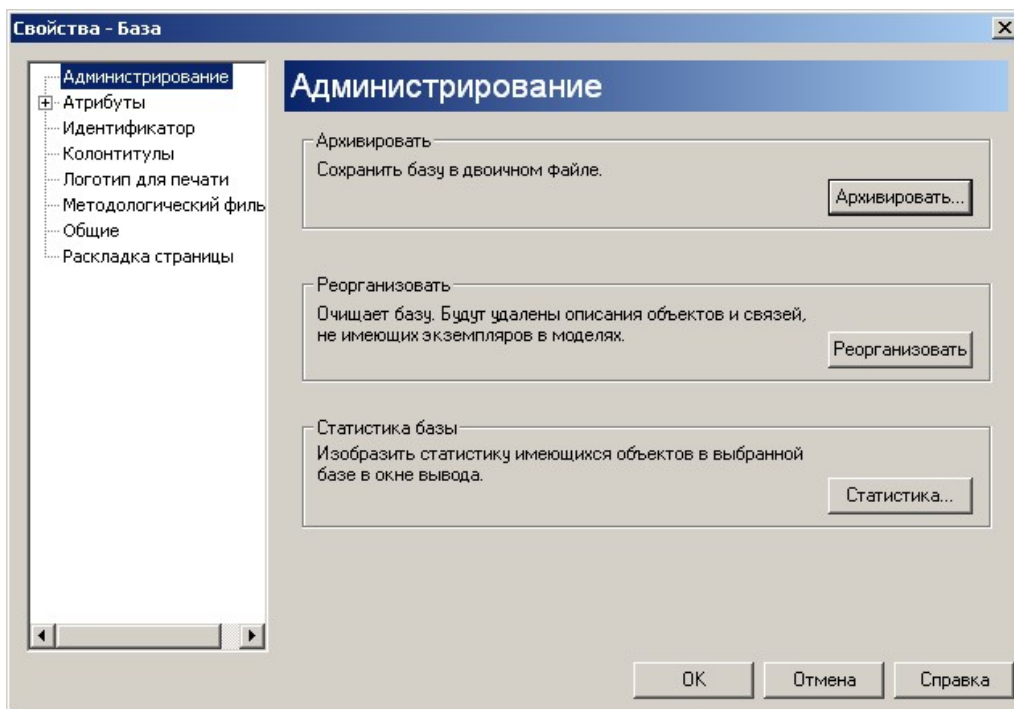 Свойства - База
Администрирование
Атрибуты
Идентификатор
Колонтитулы
Логотип для печати
Методологический филь
Общие
Раскладка страницы
Администрирование
Архивировать
Сохранить базу в двоичном файле.
Архивировать...
Реорганизовать
Очищает базу. Будут удалены описания объектов и связей,
не имеющих экземпляров в моделях.
Реорганизовать
Статистика базы
Изобразить статистику имеющихся объектов в выбранной
базе в окне вывода.
Статистика...
OK
Отмена
Справка